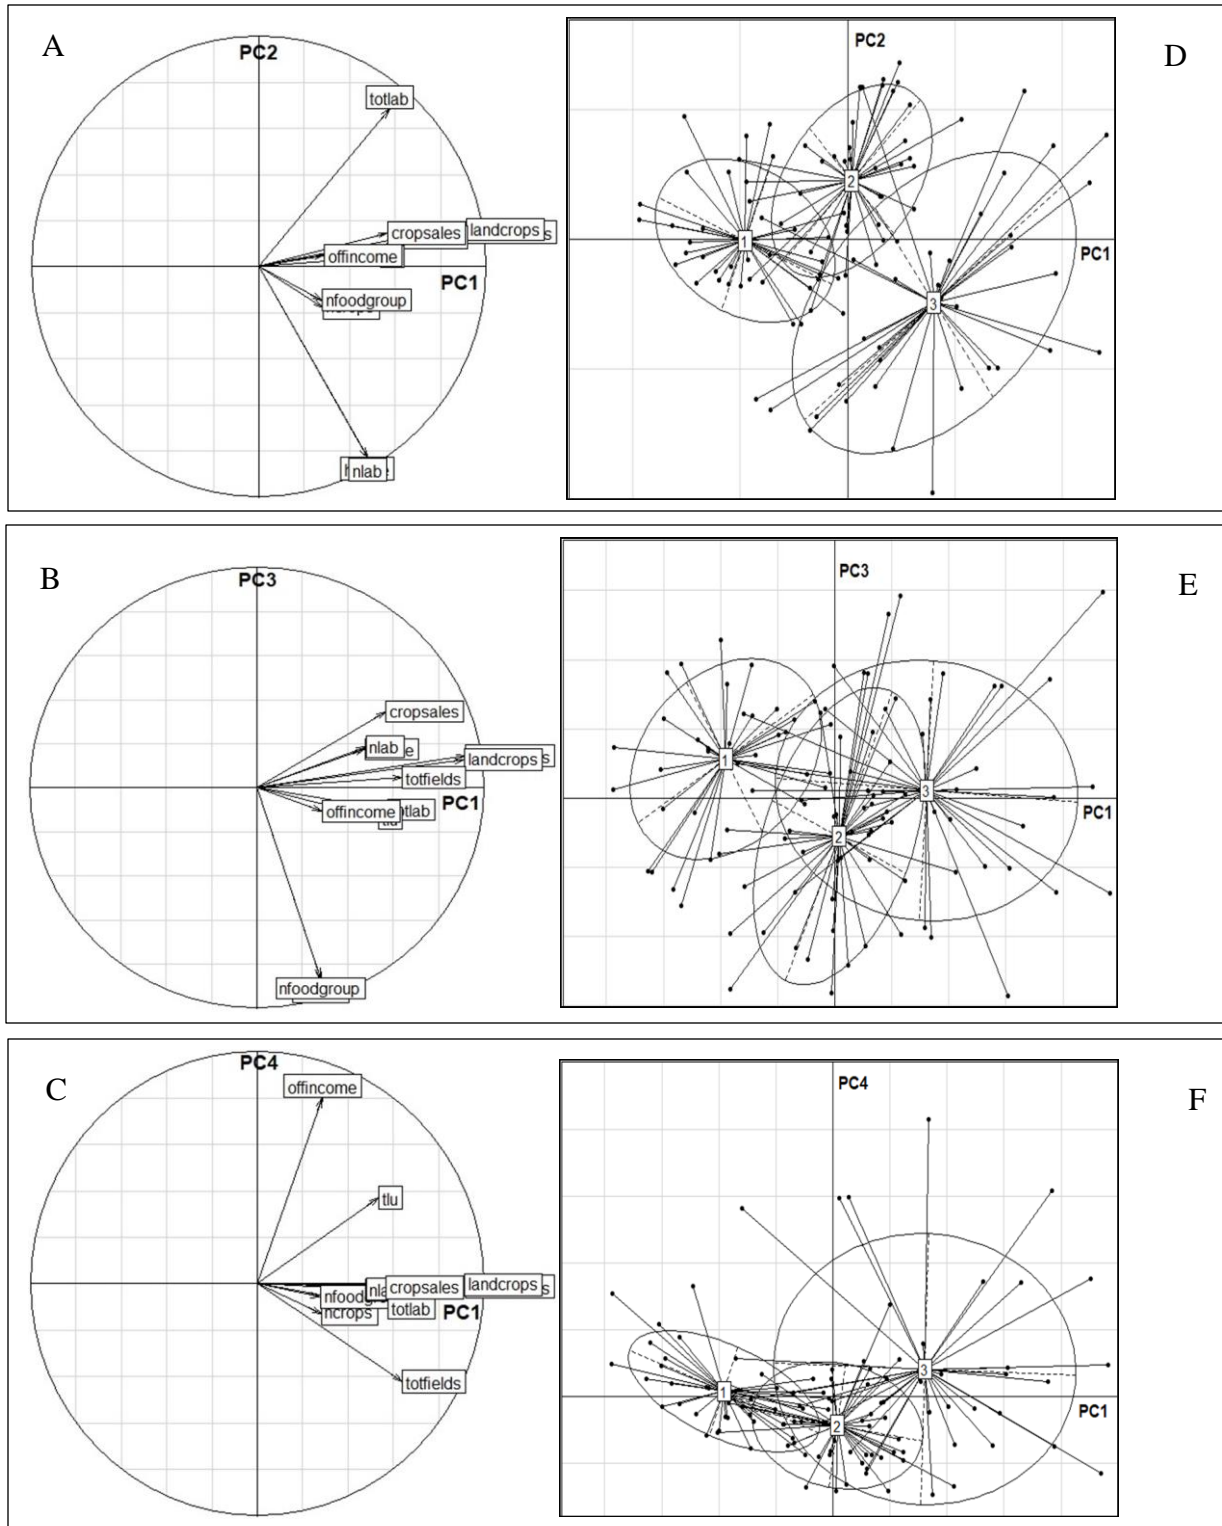 A
PC2
totlab
cropsales
landcrops
s
offincome
PC1
nfoodgroup
nlab
D
PC2
2
1
PC1
3
B
PC3
cropsales
nlab
e
landcrops
s
totfields
offincome
PC1
nfoodgroup
E
PC3
1
3
PC1
2
C
PC4
offincome
tlu
cropsales
landcrops
s
totlab
PC1
ncrops
totfields
F
PC4
3
1
PC1
2